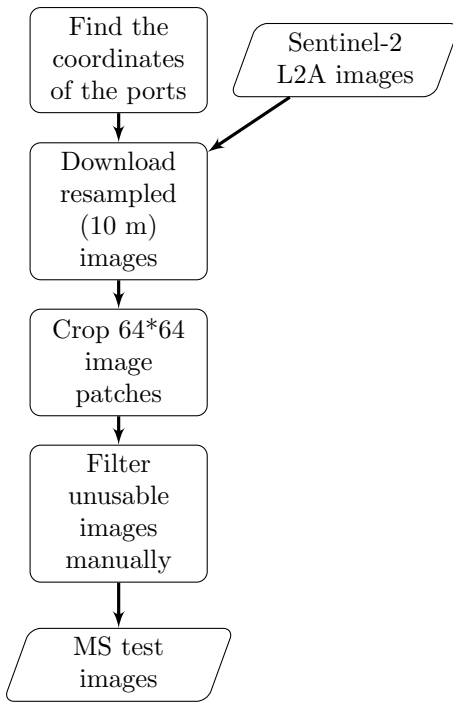 Find the
coordinates
of the ports
Sentinel-2
L2A images
Download
resampled
(10 m)
images
Crop 64*64
image
patches
Filter
unusable
images
manually
MS test
images